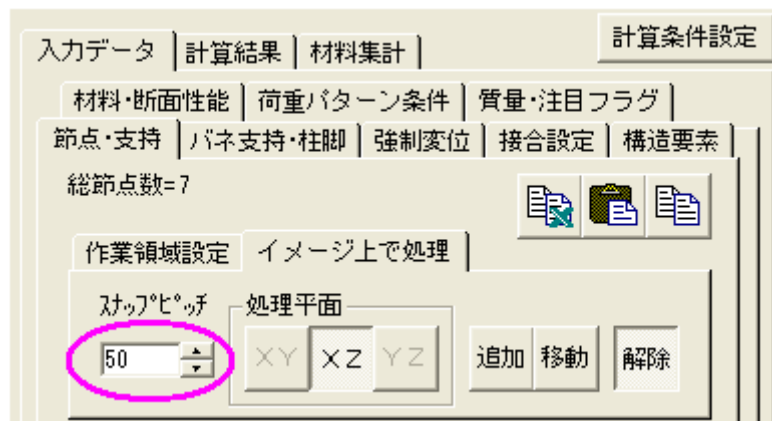 計算条件設定
入力データ 計算結果 材料集計
材料・断面性能 荷重パターン条件 質量・注目フラグ
節点・支持 バネ支持・柱脚 強制変位 接合設定 構造要素
総節点数=7
作業領域設定 イメージ上で処理
ｽﾅｯﾌﾟﾋﾟｯﾁ 処理平面
50 XY XZ YZ 追加 移動 解除